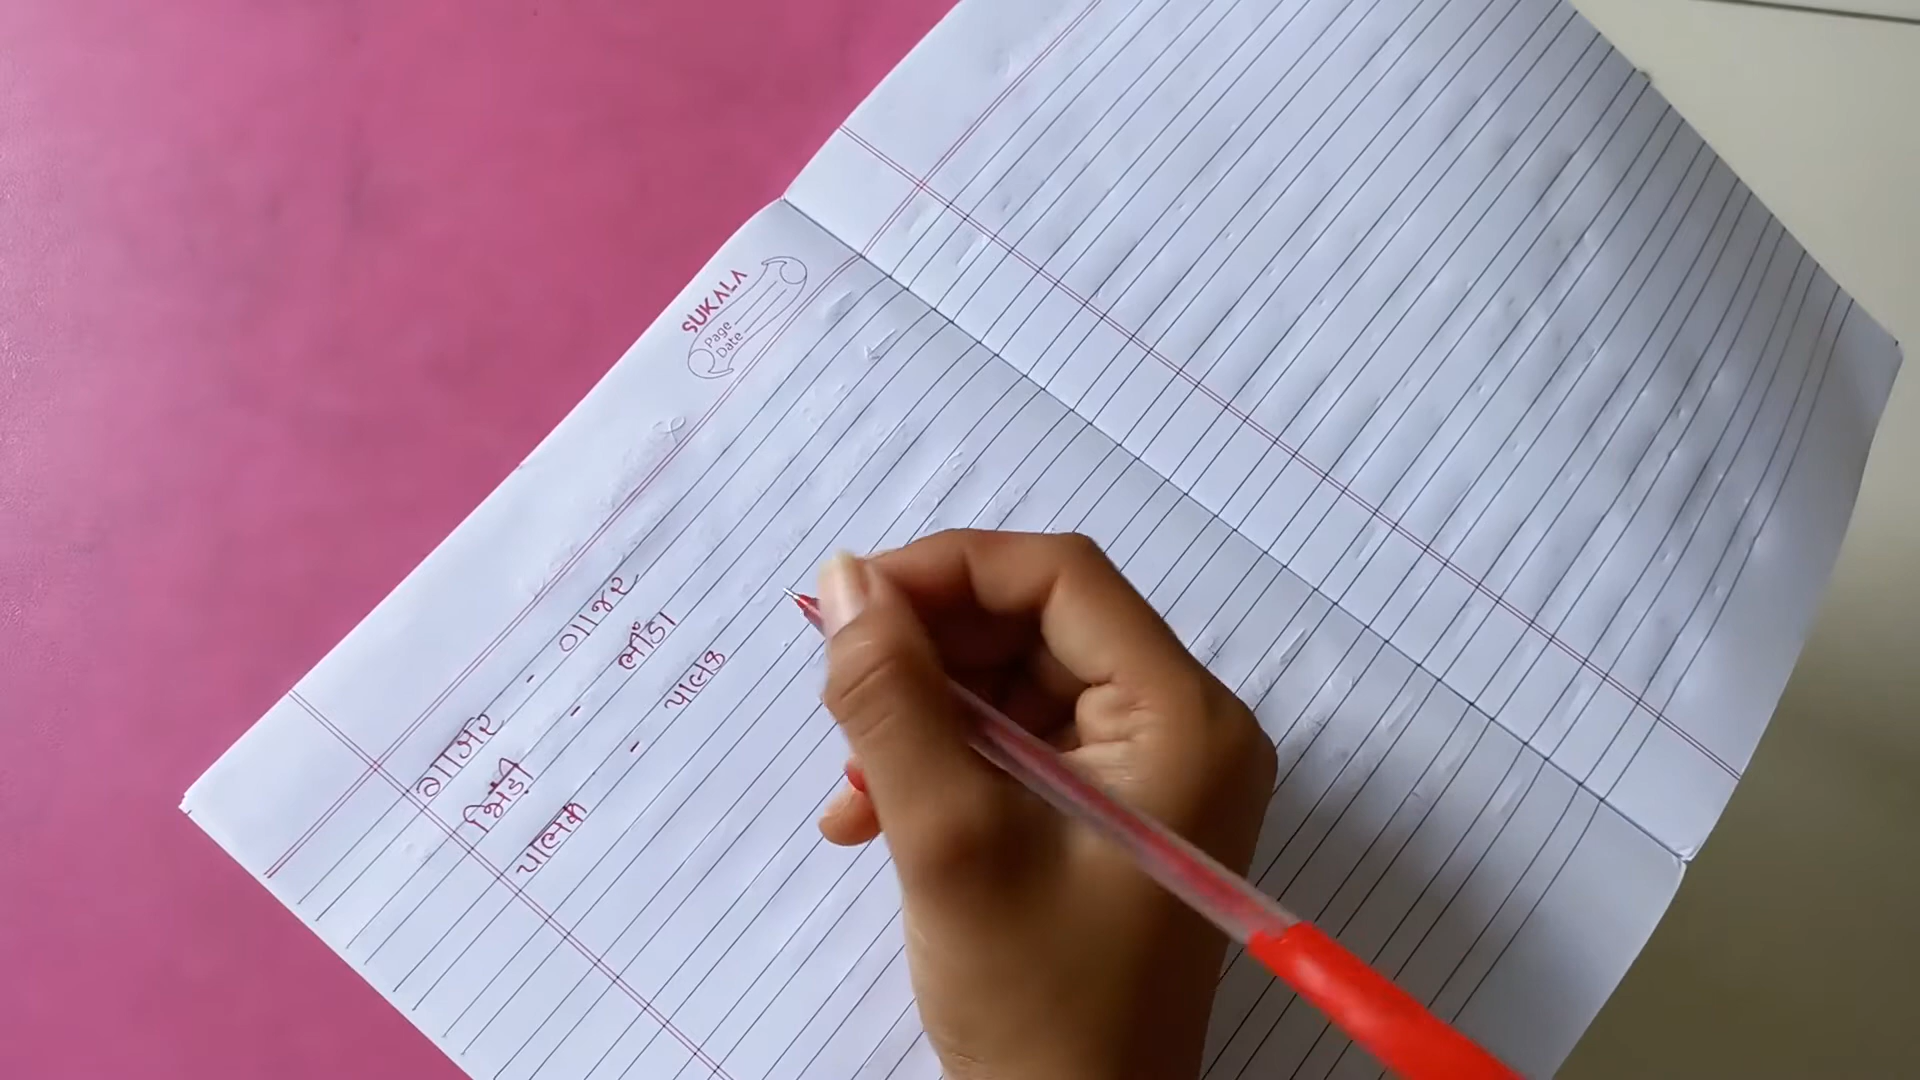 SUKALA
Page
Date
गाजर - ગાજર
भिंडी - ભીંડા
पालक - પાલક